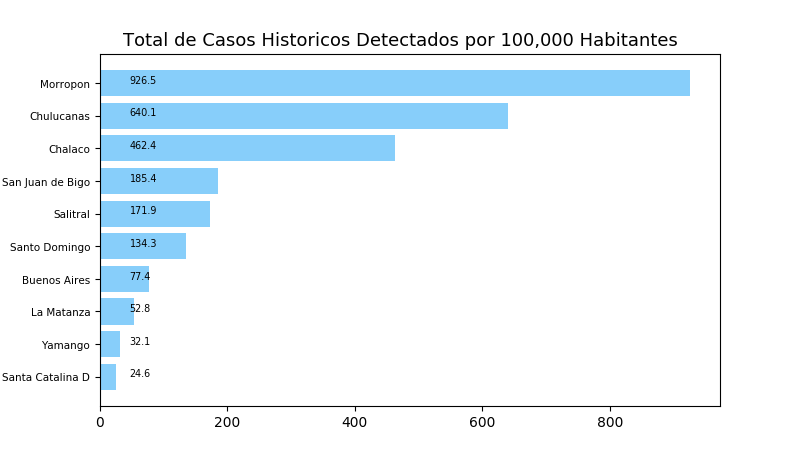 Total de Casos Historicos Detectados por 100,000 Habitantes
Morropon 926.5
Chulucanas 640.1
Chalaco 462.4
San Juan de Bigo 185.4
Salitral 171.9
Santo Domingo 134.3
Buenos Aires 77.4
La Matanza 52.8
Yamango 32.1
Santa Catalina D 24.6
0 200 400 600 800